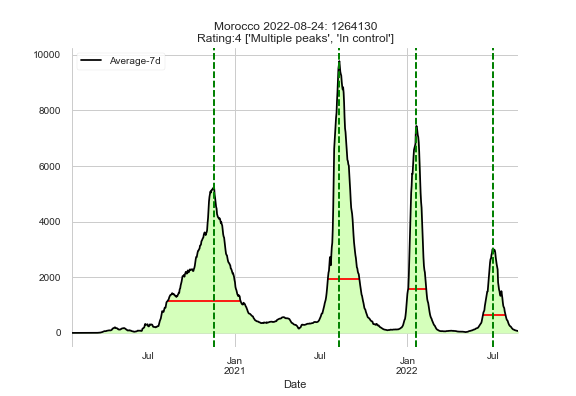 Morocco 2022-08-24: 1264130
Rating:4 ['Multiple peaks', 'In control']
Average-7d
10000
8000
6000
4000
2000
0
Jul
Jan
2021
Jul
Jan
2022
Jul
Date